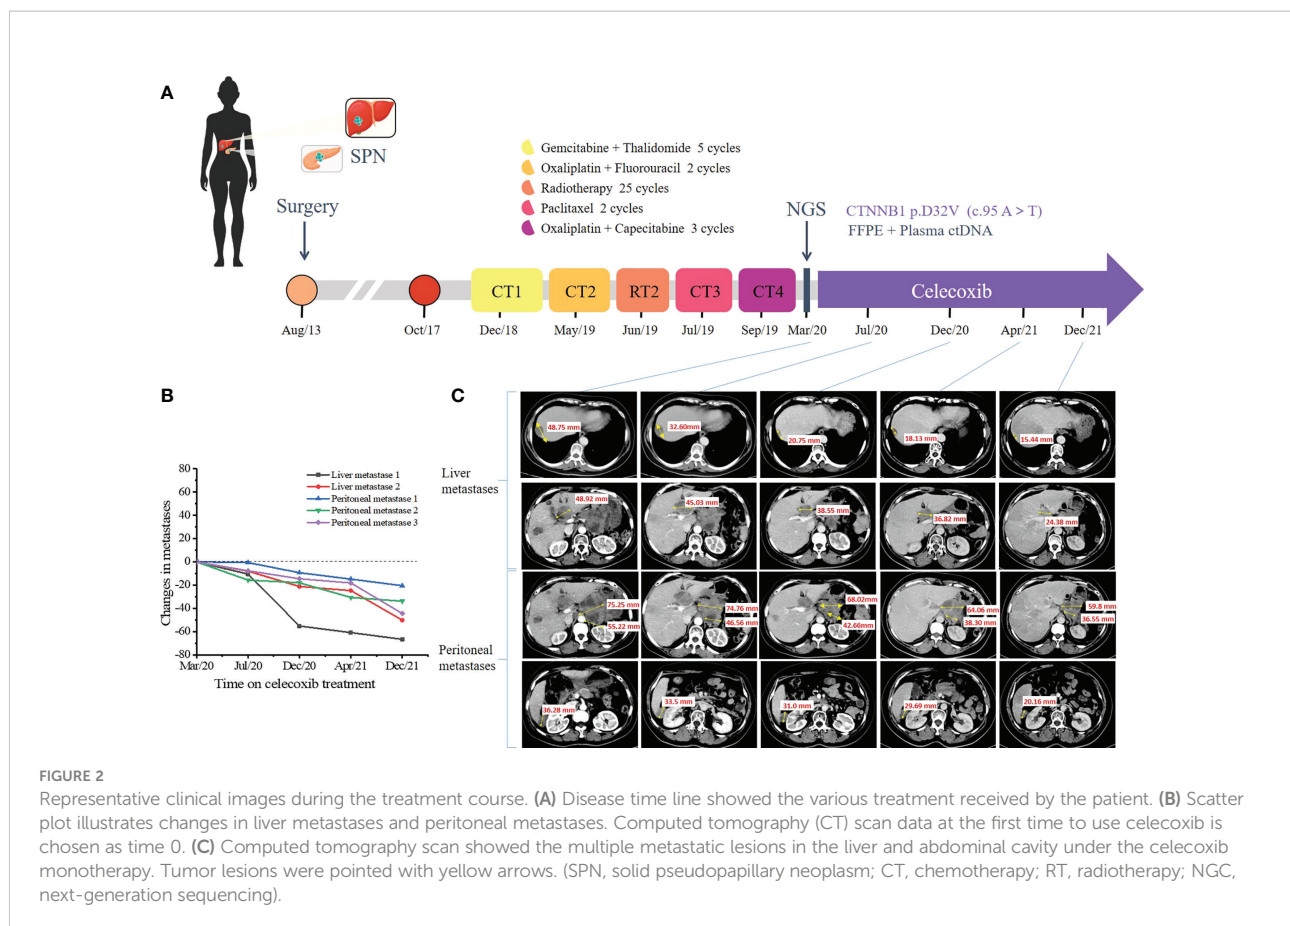 A
SPN
Surgery
Gemcitabine + Thalidomide 5 cycles
Oxaliplatin + Fluorouracil 2 cycles
Radiotherapy 25 cycles
Paclitaxel 2 cycles
Oxaliplatin + Capecitabine 3 cycles
NGS
CTNNB1 p.D32V (c.95 A > T)
FFPE + Plasma ctDNA
CT1 CT2 RT2 CT3 CT4 Celecoxib
Aug/13 Oct/17 Dec/18 May/19 Jun/19 Jul/19 Sep/19 Mar/20 Jul/20 Dec/20 Apr/21 Dec/21
B
Changes in metastases
80
60
40
20
0
-20
-40
-60
-80
Liver metastase 1
Liver metastase 2
Peritoneal metastase 1
Peritoneal metastase 2
Peritoneal metastase 3
Mar/20 Jul/20 Dec/20 Apr/21 Dec/21
Time on celecoxib treatment
C
Liver
metastases
Peritoneal
metastases
48.75 mm 32.60mm 20.75 mm 18.13 mm 15.44 mm
48.92 mm 45.03 mm 38.55 mm 36.82 mm 24.38 mm
75.25 mm 74.76 mm 68.02mm 64.06 mm 59.8 mm
55.22 mm 46.56 mm 42.66mm 38.30 mm 36.55 mm
36.28 mm 33.5 mm 31.0 mm 29.69 mm 20.16 mm
FIGURE 2
Representative clinical images during the treatment course. (A) Disease time line showed the various treatment received by the patient. (B) Scatter
plot illustrates changes in liver metastases and peritoneal metastases. Computed tomography (CT) scan data at the first time to use celecoxib is
chosen as time 0. (C) Computed tomography scan showed the multiple metastatic lesions in the liver and abdominal cavity under the celecoxib
monotherapy. Tumor lesions were pointed with yellow arrows. (SPN, solid pseudopapillary neoplasm; CT, chemotherapy; RT, radiotherapy; NGC,
next-generation sequencing).